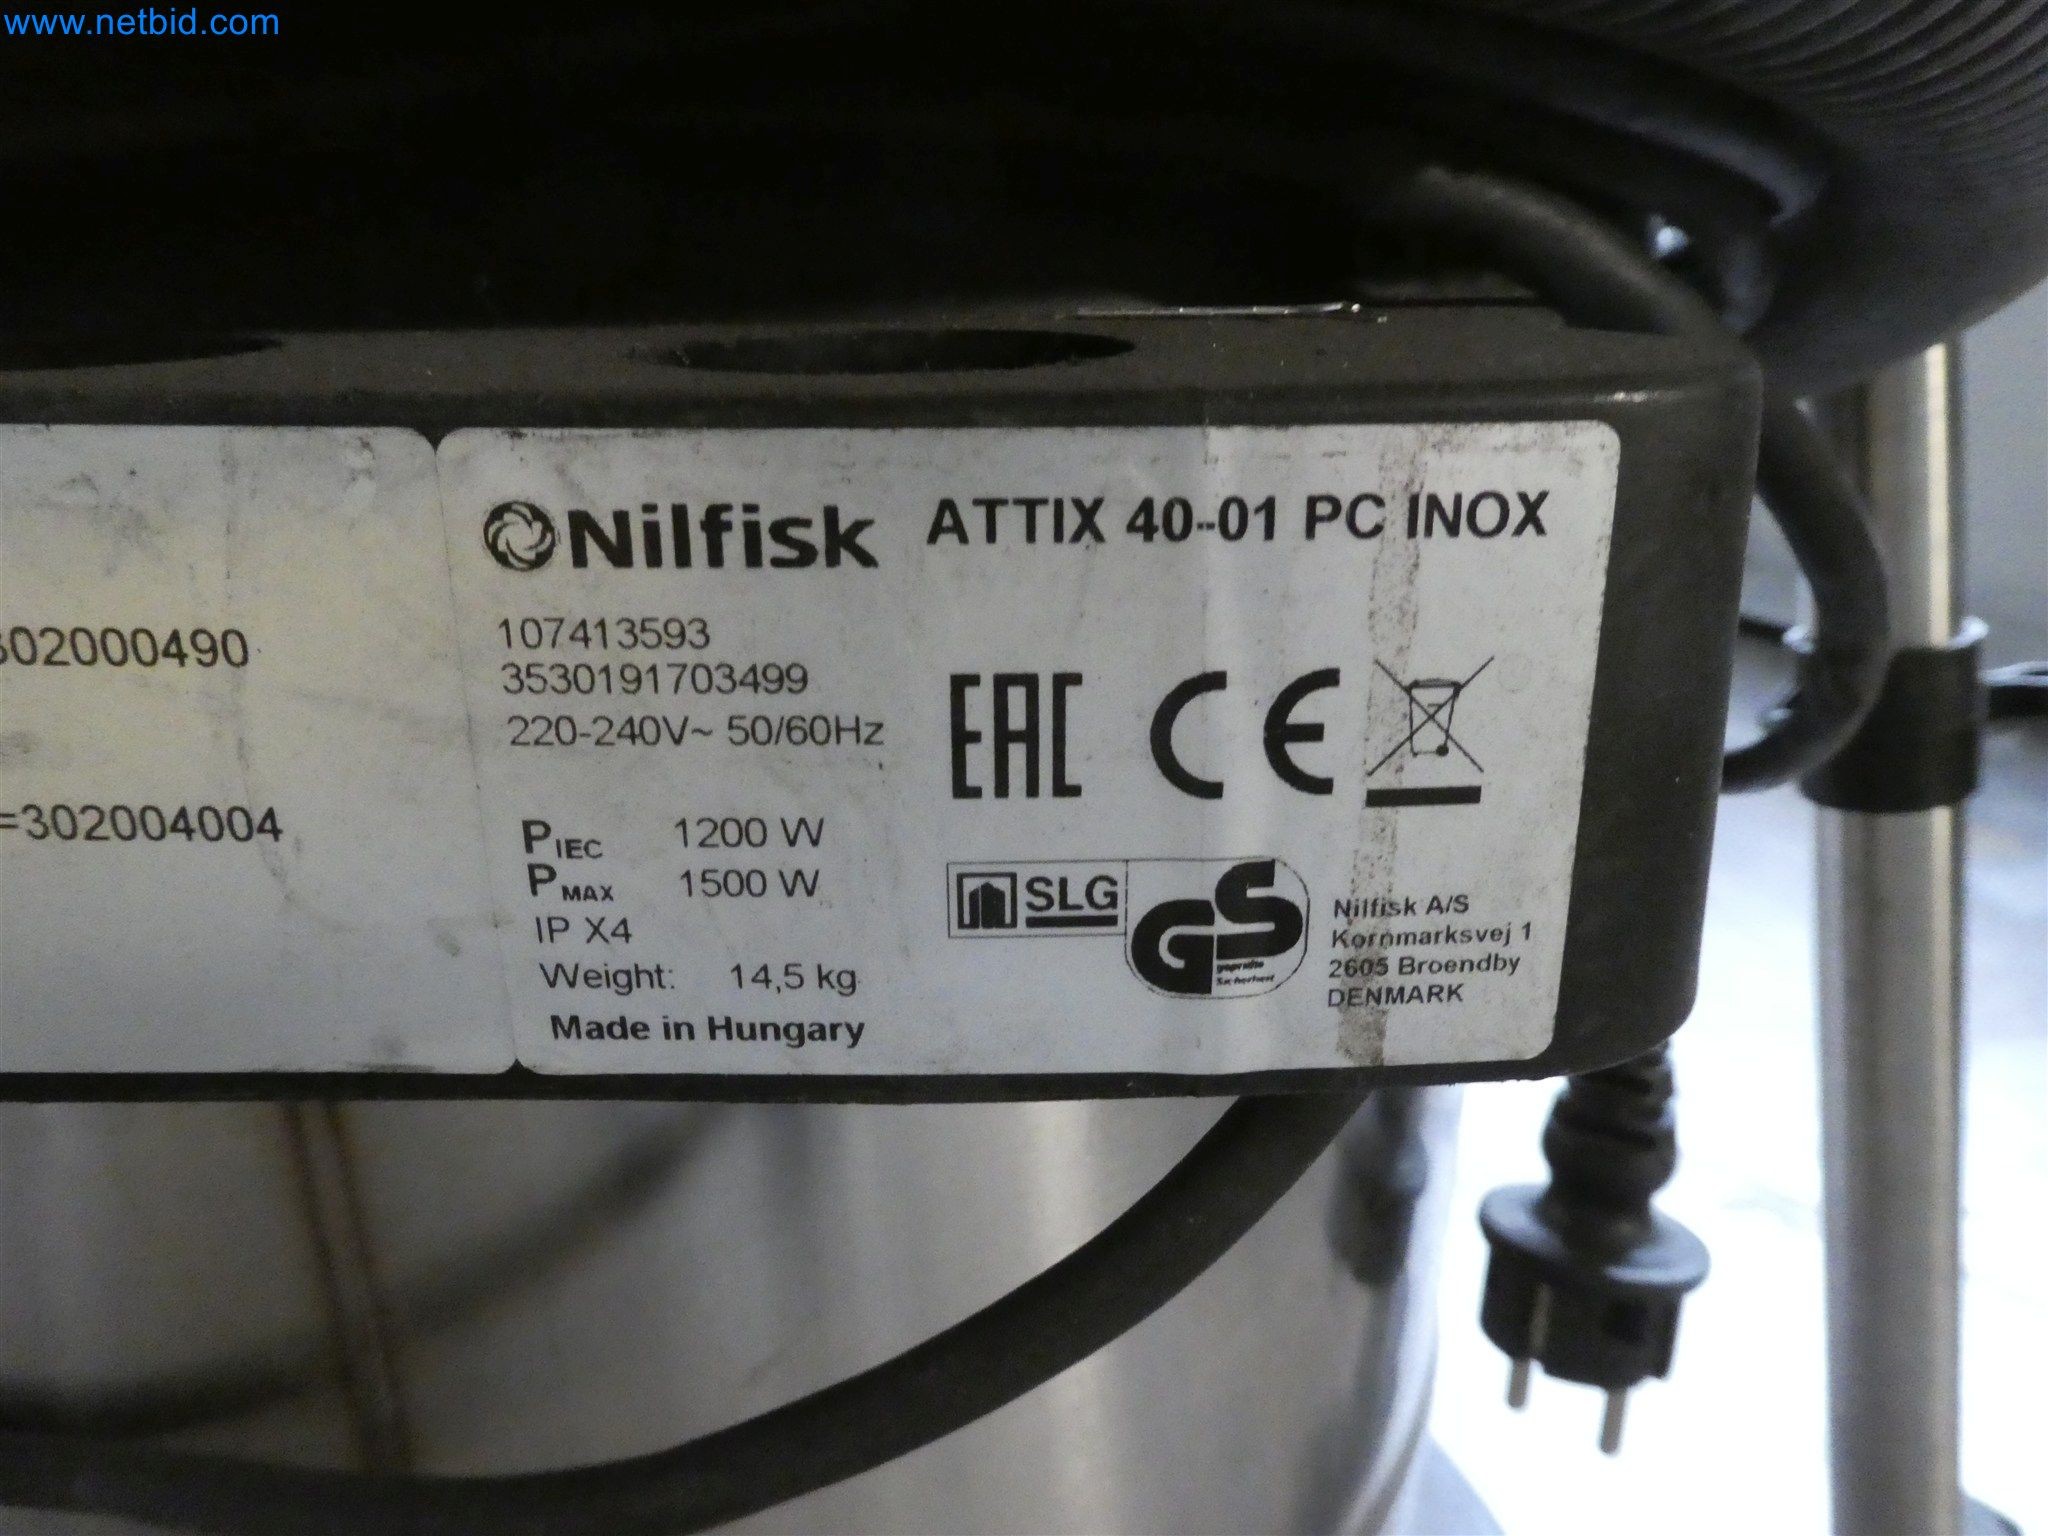 www.netbid.com
Nilfisk ATTIX 40-01 PC INOX
302000490
=302004004
107413593
3530191703499
220-240V~ 50/60Hz
PIEC 1200 W
PMAX 1500 W
IP X4
Weight: 14,5 kg
Made in Hungary
EAC CE
SLG
GS
geprüfte
Sicherheit
Nilfisk A/S
Kornmarksvej 1
2605 Broendby
DENMARK